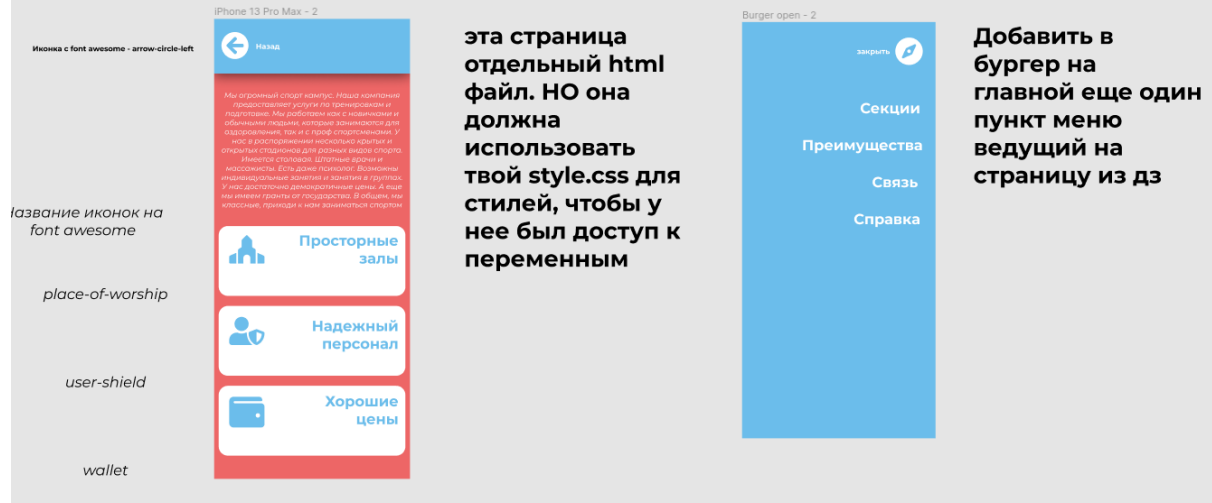 Иконка с font awesome - arrow-circle-left
Название иконок на
font awesome
place-of-worship
user-shield
wallet
iPhone 13 Pro Max - 2
Назад
Мы огромный спорт кампус. Наша компания
предоставляет услуги по тренировкам и
подготовке. Мы работаем как с новичками и
обычными людьми, которые занимаются для
оздоровления, так и с проф спортсменами. У
нас в распоряжении несколько крытых и
открытых стадионов для разных видов спорта.
Имеется столовая. Штатные врачи и
массажисты. Есть даже психолог. Возможны
индивидуальные занятия и занятия в группах.
У нас достаточно демократичные цены. А еще
мы имеем гранты от государства. В общем, мы
классные, приходи к нам заниматься спортом
Просторные
залы
Надежный
персонал
Хорошие
цены
эта страница
отдельный html
файл. НО она
должна
использовать
твой style.css для
стилей, чтобы у
нее был доступ к
переменным
Burger open - 2
закрыть
Секции
Преимущества
Связь
Справка
Добавить в
бургер на
главной еще один
пункт меню
ведущий на
страницу из дз